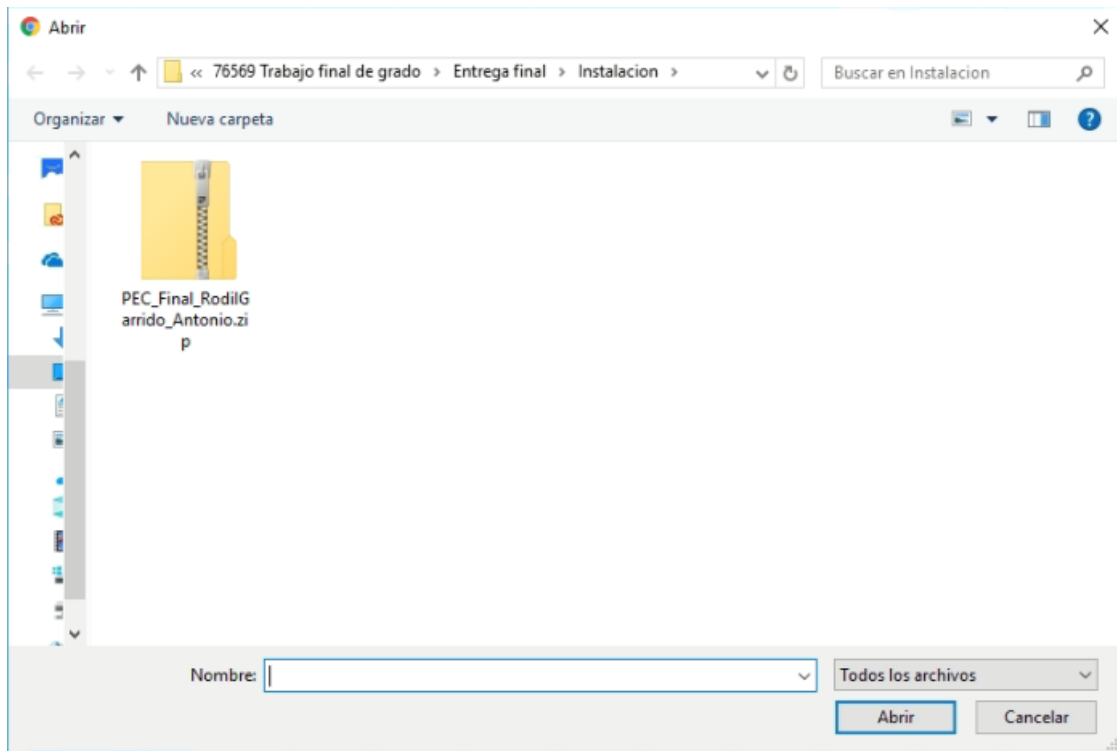 Abrir
« 76569 Trabajo final de grado > Entrega final > Instalacion >
Buscar en Instalacion
Organizar
Nueva carpeta
PEC_Final_RodilG
arrido_Antonio.zi
p
Nombre:
Todos los archivos
Abrir
Cancelar